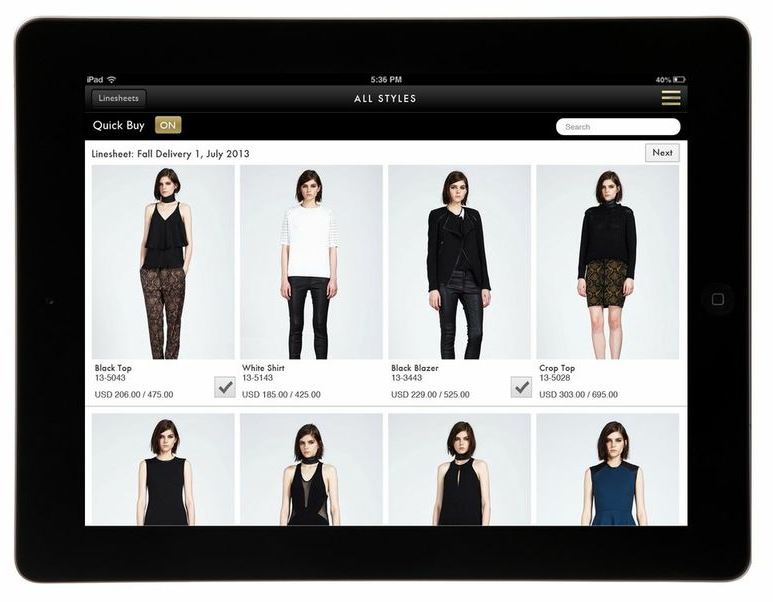 iPad 5:36 PM 40%
Linesheets ALL STYLES
Quick Buy ON Search
Linesheet: Fall Delivery 1, July 2013 Next
Black Top White Shirt Black Blazer Crop Top
13-5043 13-5143 13-3443 13-5028
USD 206.00 / 475.00 USD 185.00 / 425.00 USD 229.00 / 525.00 USD 303.00 / 695.00